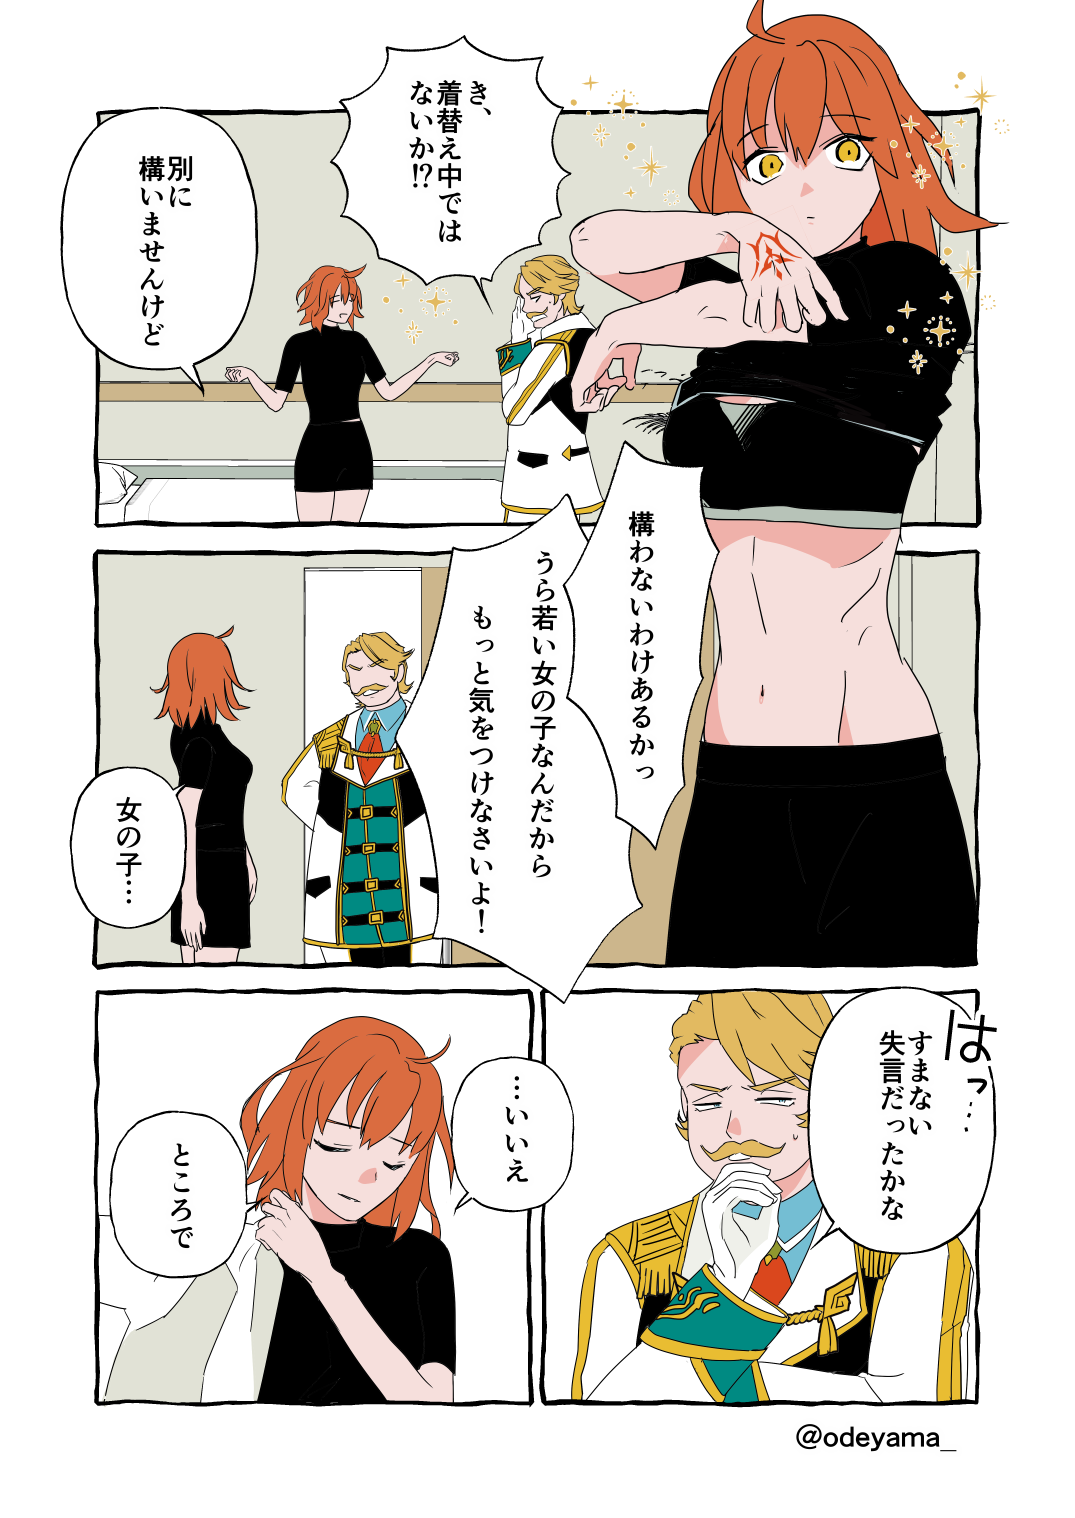 き、
着替え中では
ないか!?
別に
構いませんけど
構わないわけあるかっ
うら若い女の子なんだから
もっと気をつけなさいよ！
女の子…
はっ…
すまない
失言だったかな
…いいえ
ところで
@odeyama_